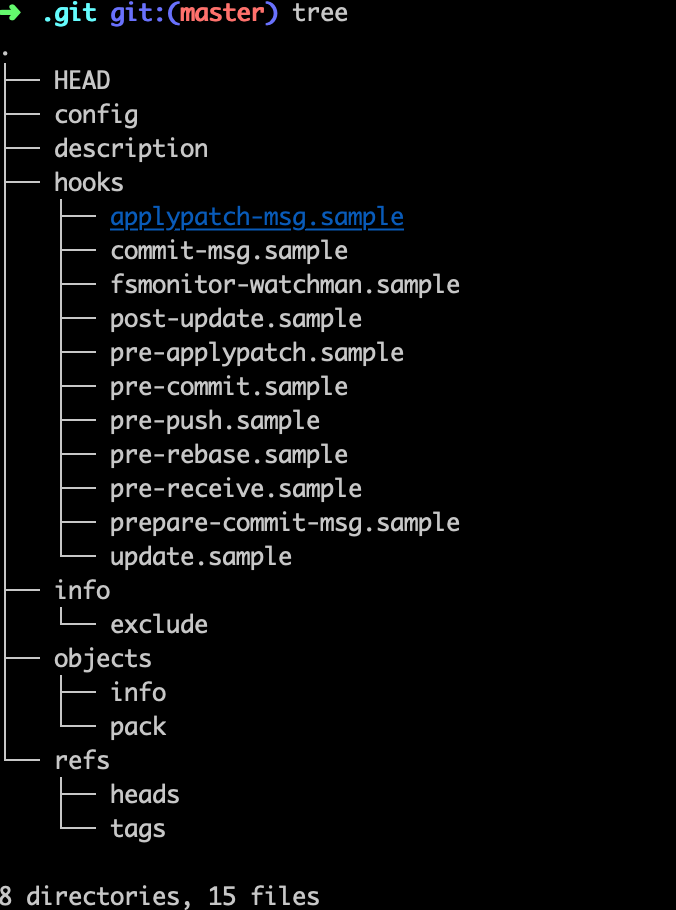 ➜ .git git:(master) tree
.
├── HEAD
├── config
├── description
├── hooks
│   ├── applypatch-msg.sample
│   ├── commit-msg.sample
│   ├── fsmonitor-watchman.sample
│   ├── post-update.sample
│   ├── pre-applypatch.sample
│   ├── pre-commit.sample
│   ├── pre-push.sample
│   ├── pre-rebase.sample
│   ├── pre-receive.sample
│   ├── prepare-commit-msg.sample
│   └── update.sample
├── info
│   └── exclude
├── objects
│   ├── info
│   └── pack
└── refs
    ├── heads
    └── tags
8 directories, 15 files